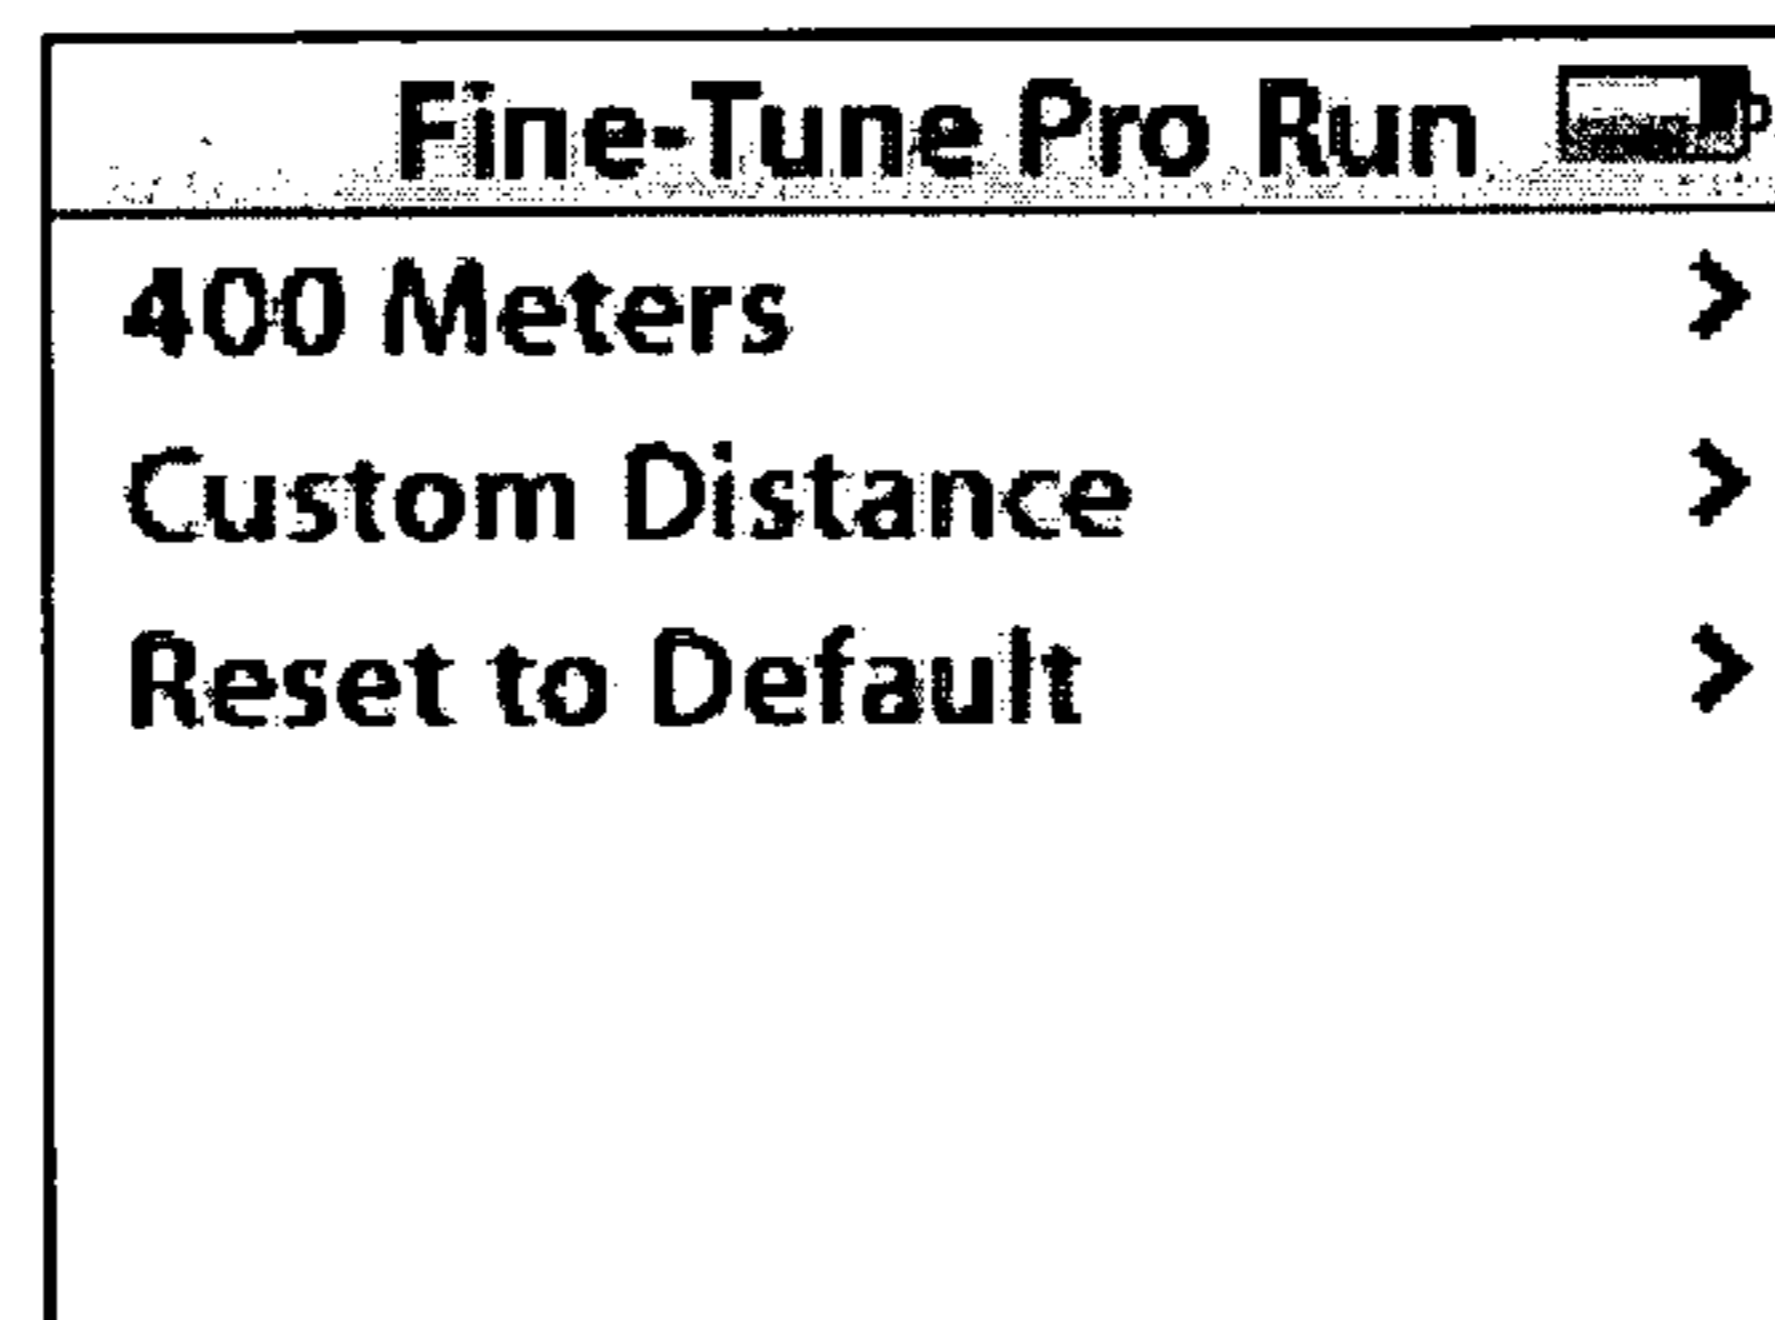 Fine-Tune Pro Run
400 Meters >
Custom Distance >
Reset to Default >